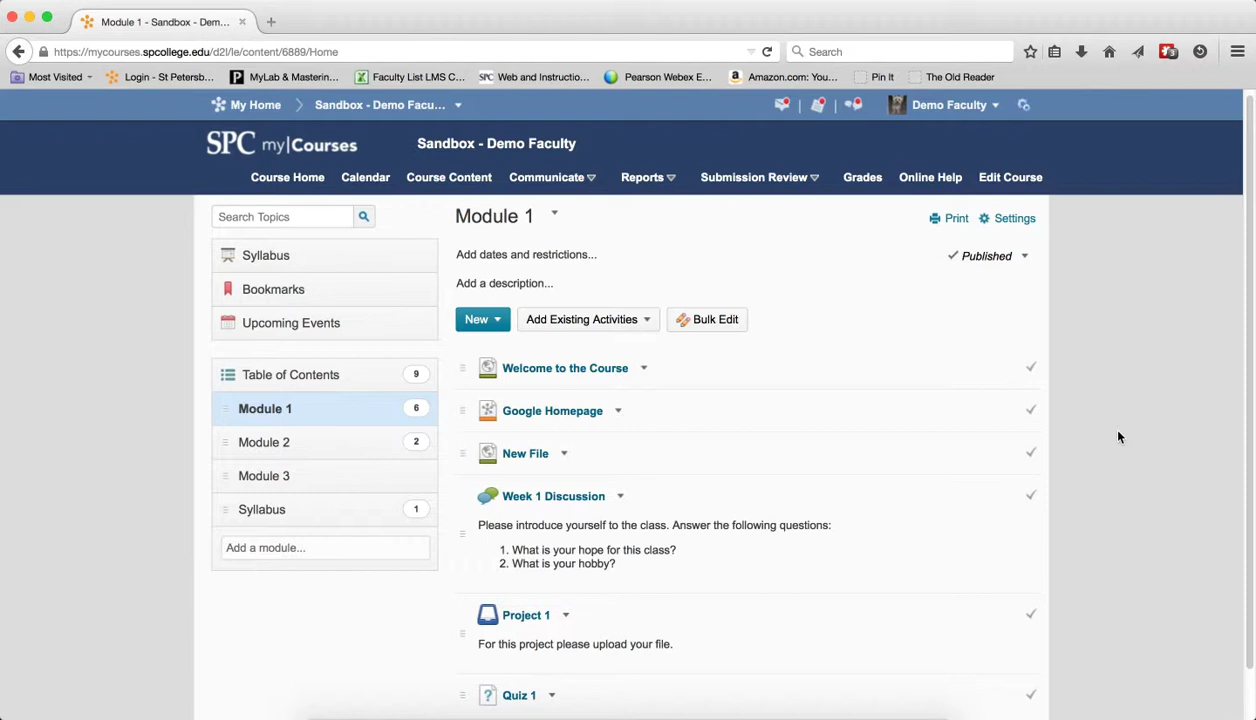 Module 1 - Sandbox - Dem...
https://mycourses.spcollege.edu/d2l/le/content/6889/Home
Search
Most Visited
Login - St Petersb...
MyLab & Mastering...
Faculty List LMS C...
SPC Web and Instructio...
Pearson Webex E...
Amazon.com: You...
Pin It
The Old Reader
My Home
Sandbox - Demo Facu...
Demo Faculty
SPC my|Courses
Sandbox - Demo Faculty
Course Home
Calendar
Course Content
Communicate
Reports
Submission Review
Grades
Online Help
Edit Course
Search Topics
Syllabus
Bookmarks
Upcoming Events
Table of Contents 9
Module 1 6
Module 2 2
Module 3
Syllabus 1
Add a module...
Module 1
Print
Settings
Add dates and restrictions...
Published
Add a description...
New
Add Existing Activities
Bulk Edit
Welcome to the Course
Google Homepage
New File
Week 1 Discussion
Please introduce yourself to the class. Answer the following questions:
1. What is your hope for this class?
2. What is your hobby?
Project 1
For this project please upload your file.
Quiz 1